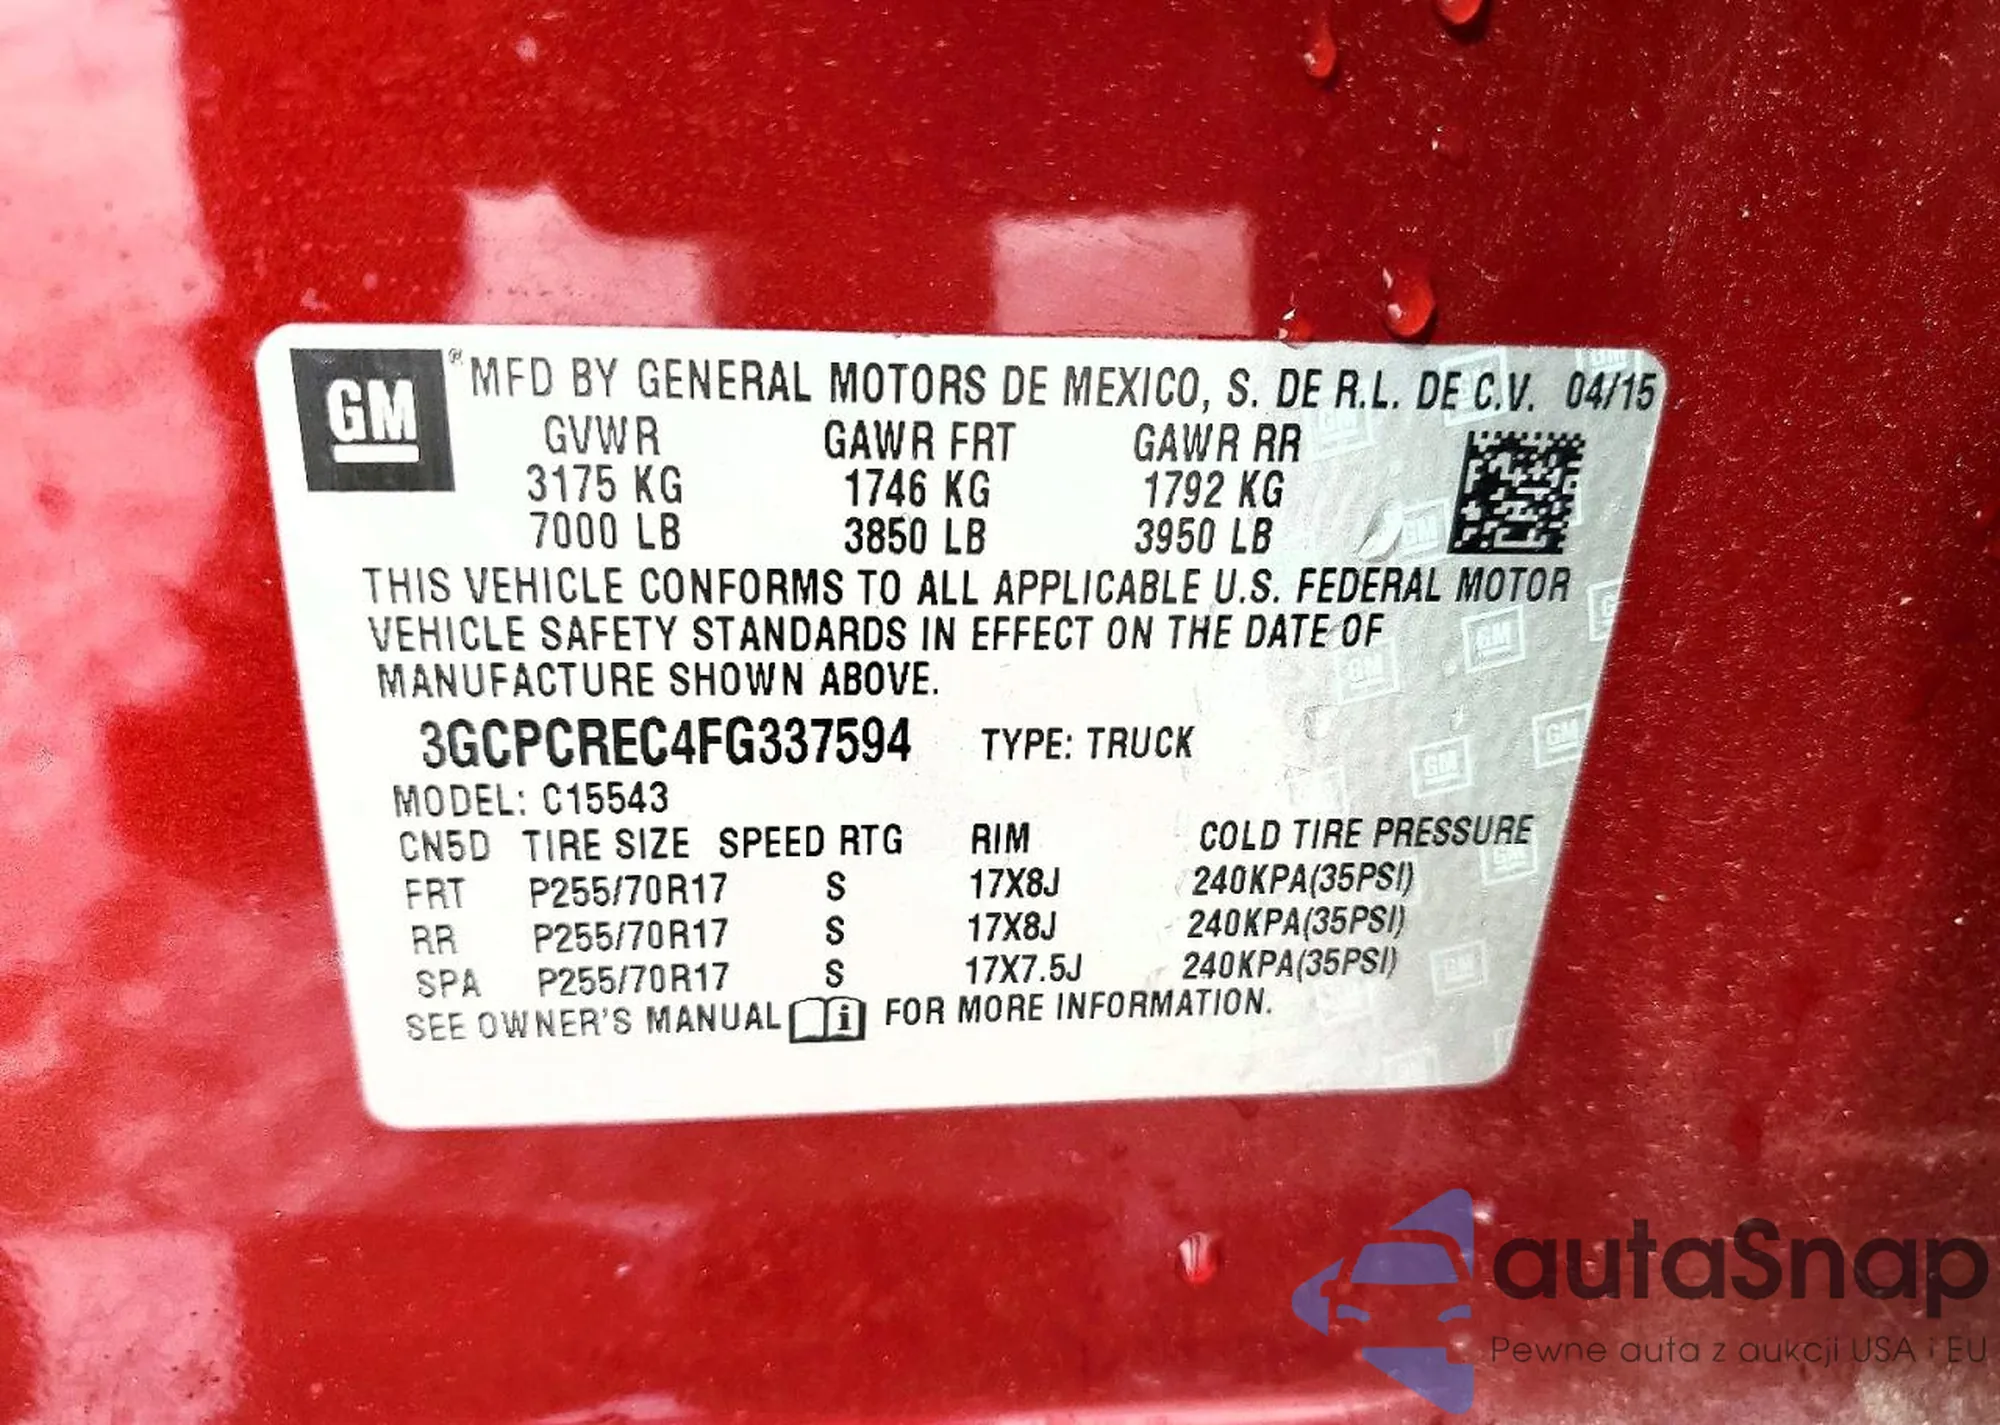 GM ® MFD BY GENERAL MOTORS DE MEXICO, S. DE R.L. DE C.V. 04/15
GVWR GAWR FRT GAWR RR
3175 KG 1746 KG 1792 KG
7000 LB 3850 LB 3950 LB
THIS VEHICLE CONFORMS TO ALL APPLICABLE U.S. FEDERAL MOTOR
VEHICLE SAFETY STANDARDS IN EFFECT ON THE DATE OF
MANUFACTURE SHOWN ABOVE.
3GCPCREC4FG337594 TYPE: TRUCK
MODEL: C15543
CN5D TIRE SIZE SPEED RTG RIM COLD TIRE PRESSURE
FRT P255/70R17 S 17X8J 240KPA(35PSI)
RR P255/70R17 S 17X8J 240KPA(35PSI)
SPA P255/70R17 S 17X7.5J 240KPA(35PSI)
SEE OWNER'S MANUAL i FOR MORE INFORMATION.
autaSnap
Pewne auta z aukcji USA i EU